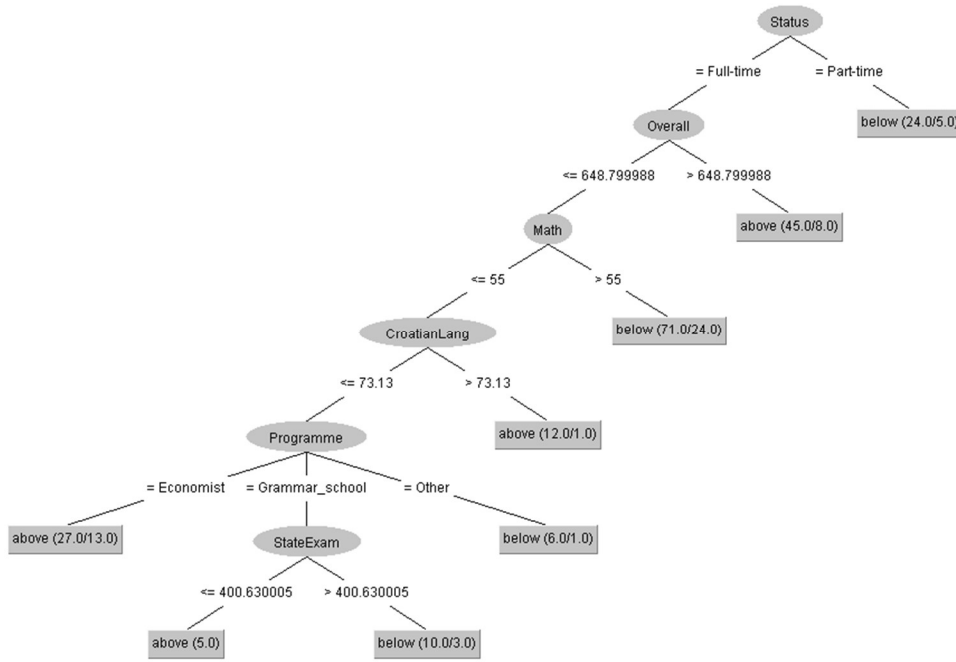 Status
= Full-time
= Part-time
Overall
below (24.0/5.0)
<= 648.799988
> 648.799988
Math
above (45.0/8.0)
<= 55
> 55
CroatianLang
below (71.0/24.0)
<= 73.13
> 73.13
Programme
above (12.0/1.0)
= Economist
= Grammar_school
= Other
above (27.0/13.0)
StateExam
below (6.0/1.0)
<= 400.630005
> 400.630005
above (5.0)
below (10.0/3.0)